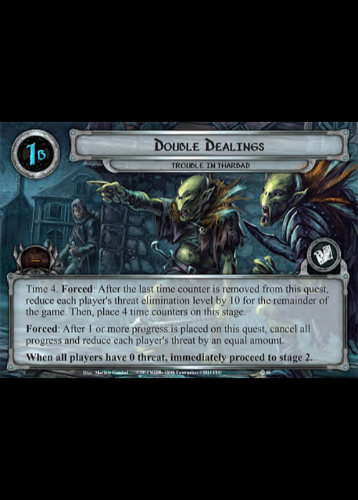 1B
DOUBLE DEALINGS
TROUBLE IN THARBAD
Time 4. Forced: After the last time counter is removed from this quest,
reduce each player's threat elimination level by 10 for the remainder of
the game. Then, place 4 time counters on this stage.
Forced: After 1 or more progress is placed on this quest, cancel all
progress and reduce each player's threat by an equal amount.
When all players have 0 threat, immediately proceed to stage 2.
Illus.